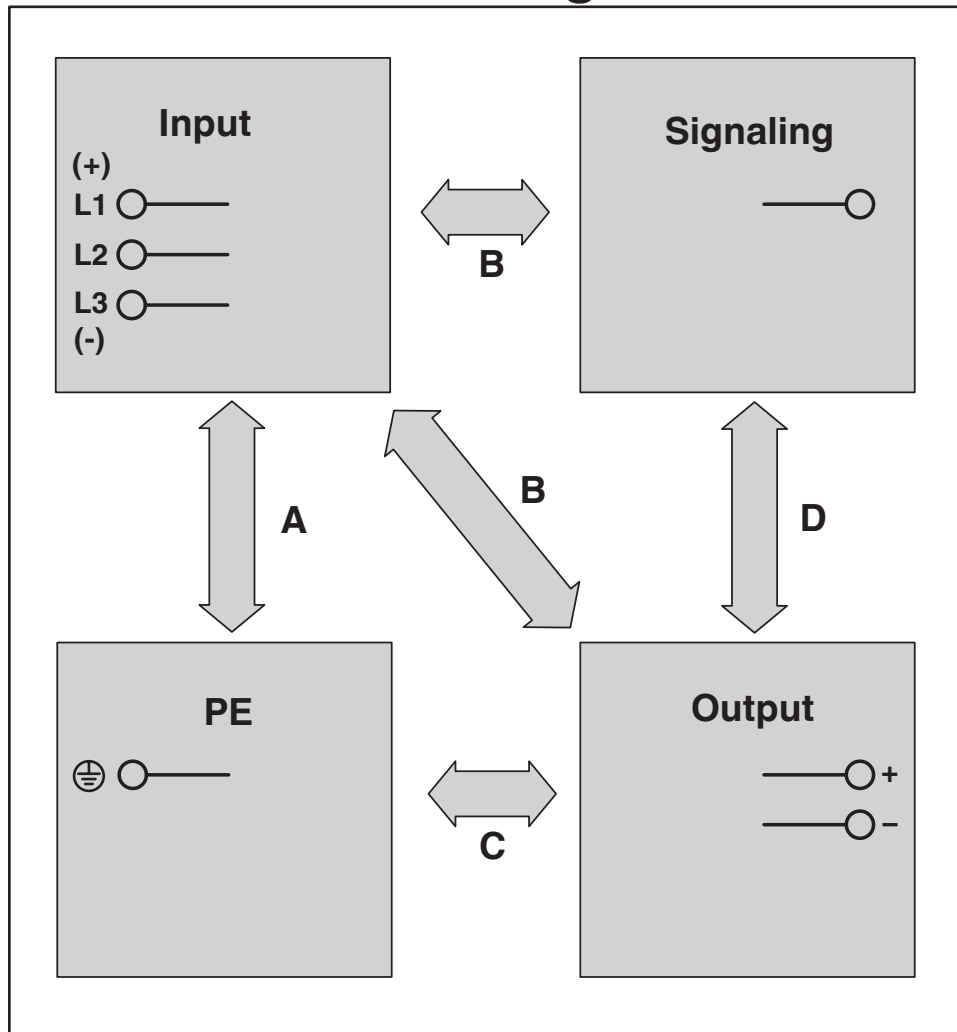 Input
(+)
L1
L2
L3
(-)
Signaling
B
A
B
D
PE
Output
+
–
C